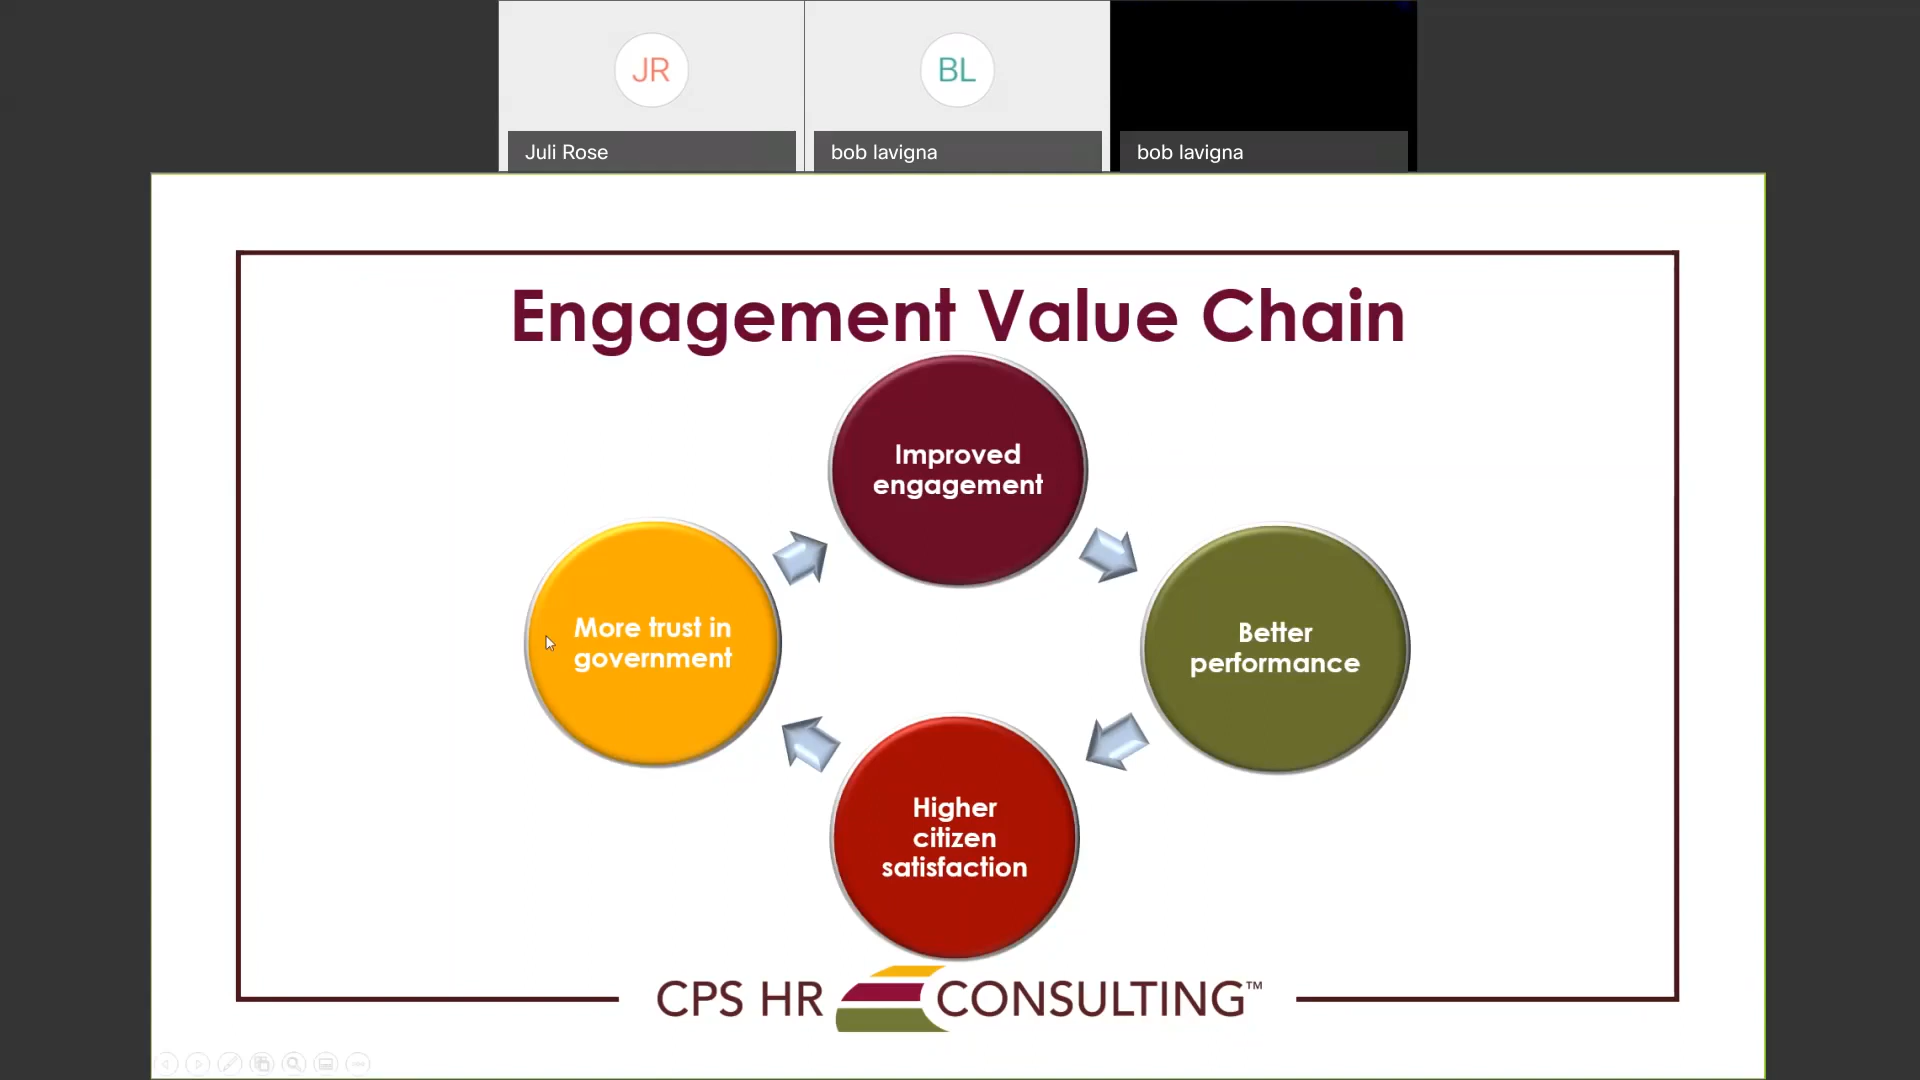 JR
BL
Juli Rose
bob lavigna
bob lavigna
Engagement Value Chain
Improved
engagement
More trust in
government
Better
performance
Higher
citizen
satisfaction
CPS HR CONSULTING™